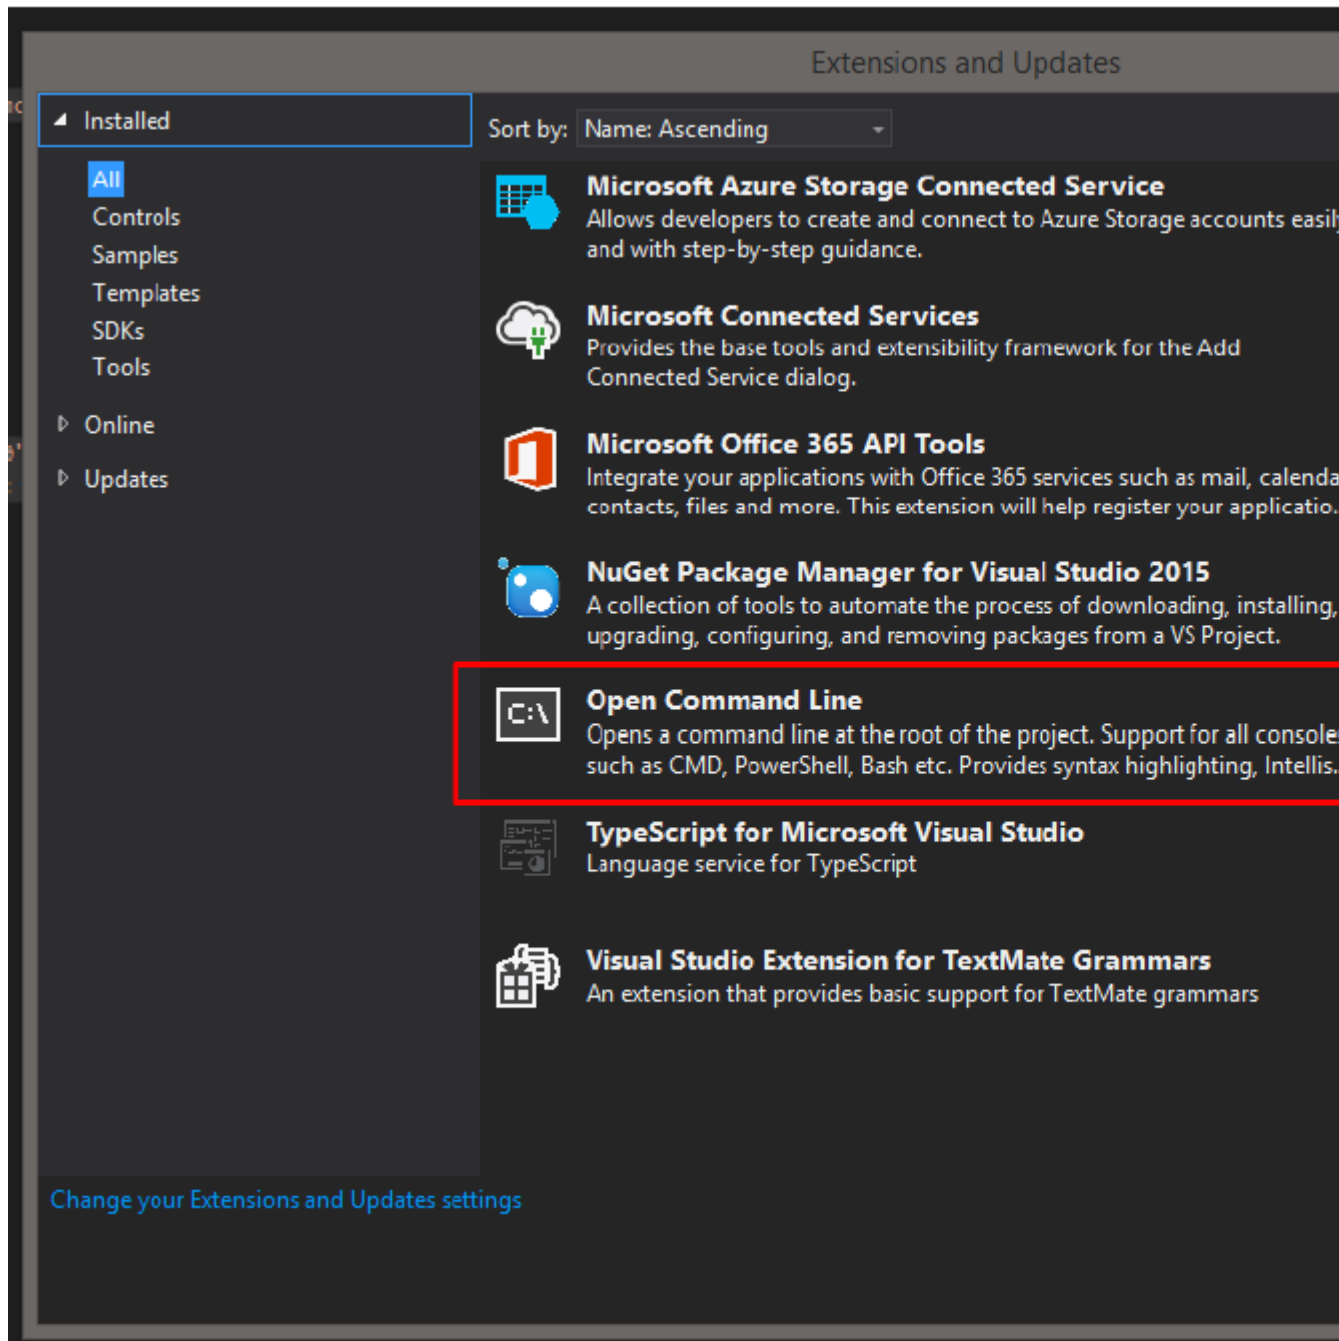 Extensions and Updates
Installed
All
Controls
Samples
Templates
SDKs
Tools
Online
Updates
Change your Extensions and Updates settings
Sort by: Name: Ascending
Microsoft Azure Storage Connected Service
Allows developers to create and connect to Azure Storage accounts easily
and with step-by-step guidance.
Microsoft Connected Services
Provides the base tools and extensibility framework for the Add
Connected Service dialog.
Microsoft Office 365 API Tools
Integrate your applications with Office 365 services such as mail, calenda
contacts, files and more. This extension will help register your applicatio..
NuGet Package Manager for Visual Studio 2015
A collection of tools to automate the process of downloading, installing,
upgrading, configuring, and removing packages from a VS Project.
C:\
Open Command Line
Opens a command line at the root of the project. Support for all consoles
such as CMD, PowerShell, Bash etc. Provides syntax highlighting, Intellis..
TypeScript for Microsoft Visual Studio
Language service for TypeScript
Visual Studio Extension for TextMate Grammars
An extension that provides basic support for TextMate grammars